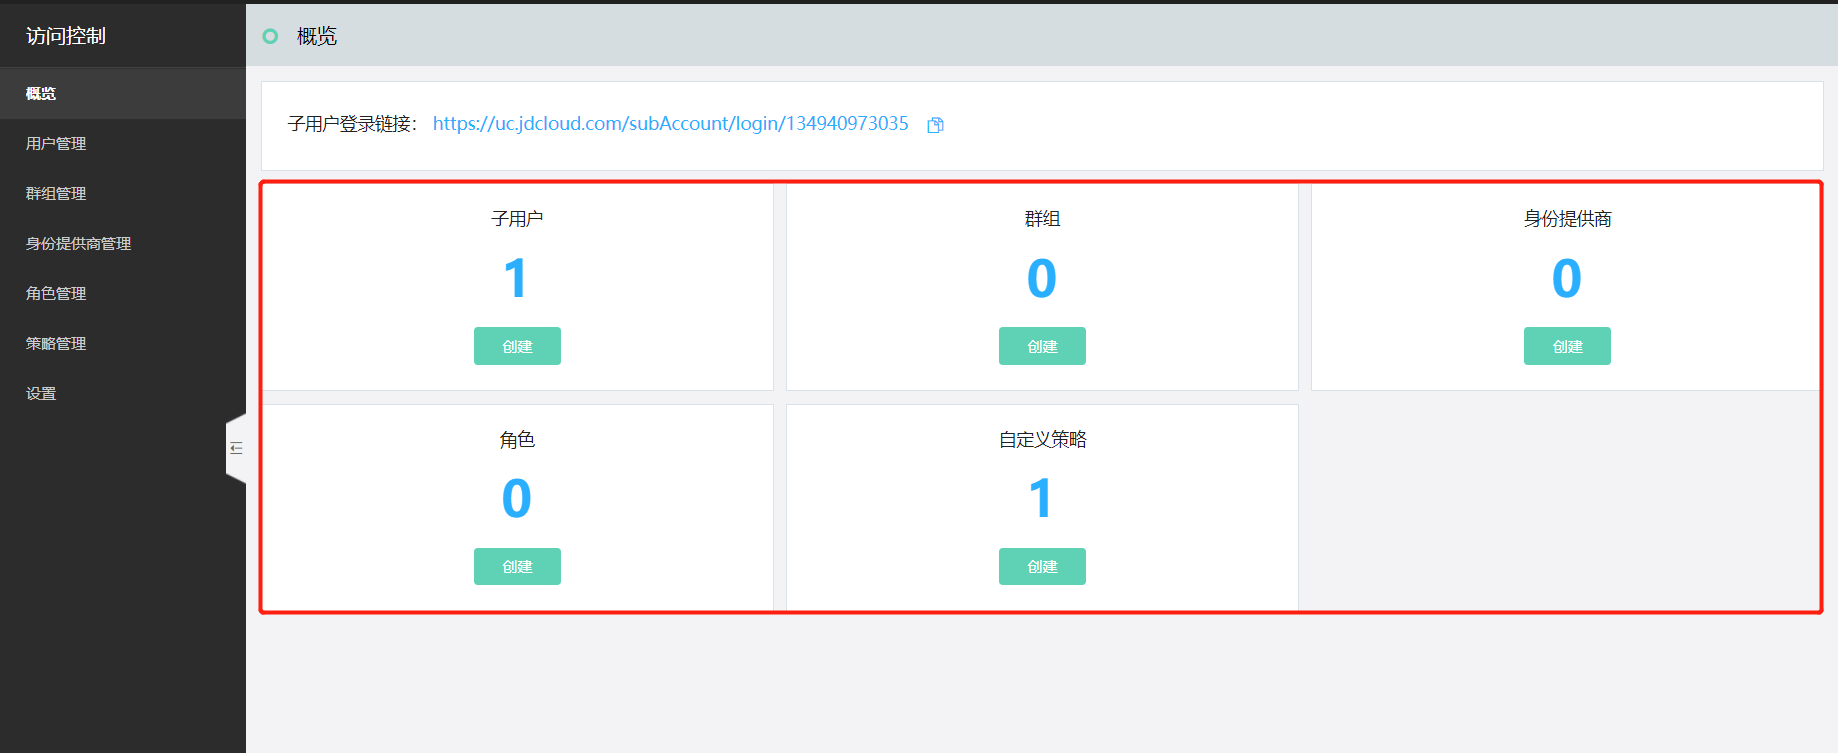 访问控制
概览
用户管理
群组管理
身份提供商管理
角色管理
策略管理
设置
概览
子用户登录链接： https://uc.jdcloud.com/subAccount/login/134940973035
子用户
1
创建
群组
0
创建
身份提供商
0
创建
角色
0
创建
自定义策略
1
创建